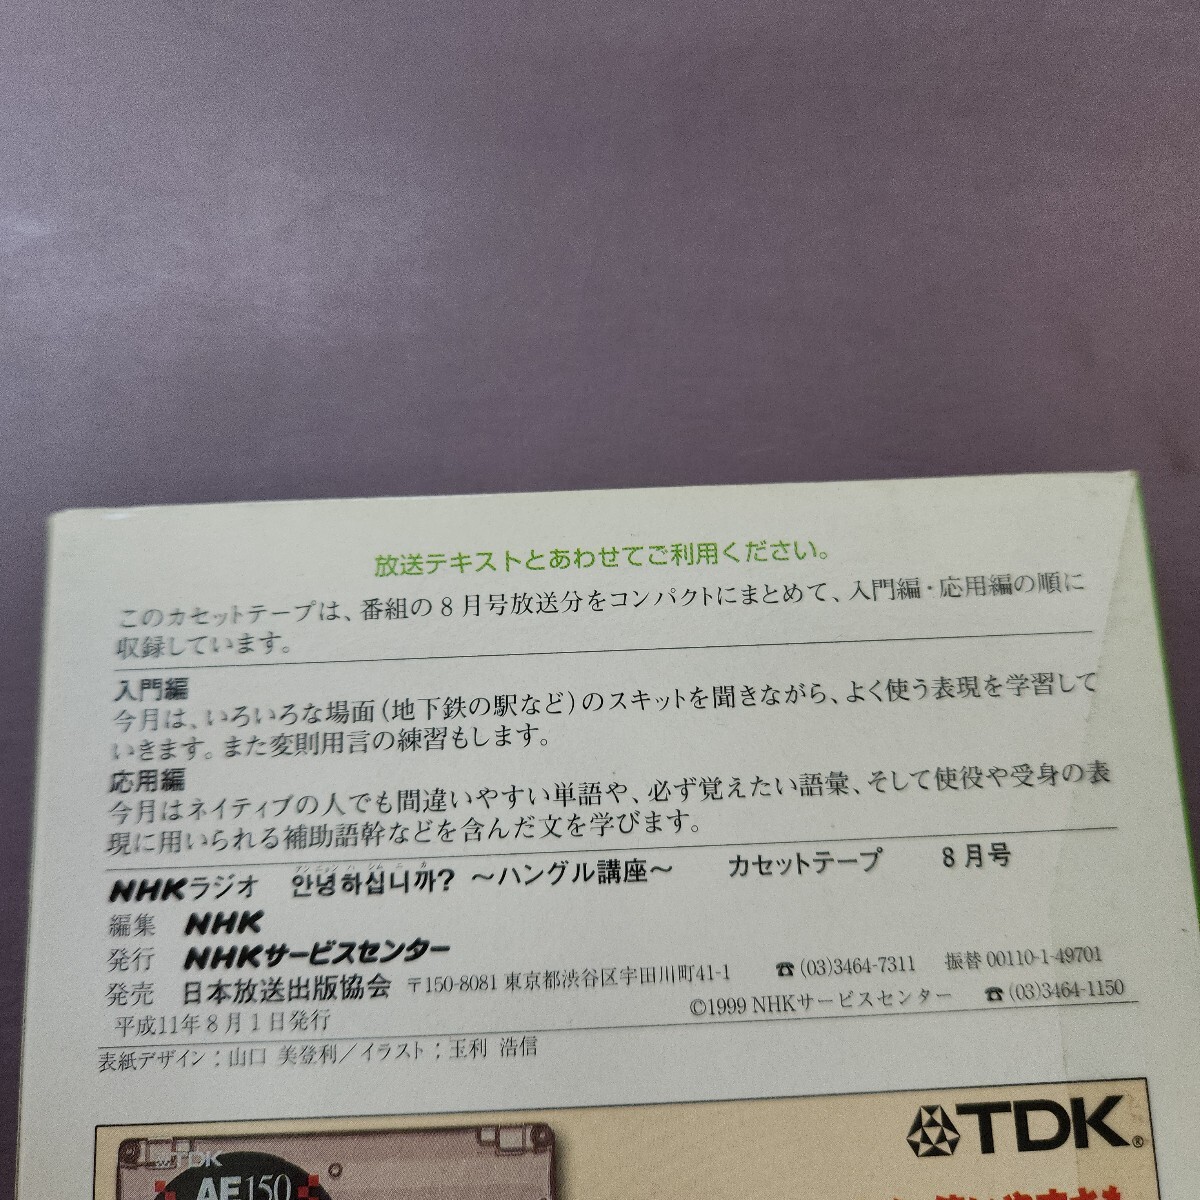 放送テキストとあわせてご利用ください。
このカセットテープは、番組の8月号放送分をコンパクトにまとめて、入門編・応用編の順に
収録しています。
入門編
今月は、いろいろな場面(地下鉄の駅など)のスキットを聞きながら、よく使う表現を学習して
いきます。また変則用言の練習もします。
応用編
今月はネイティブの人でも間違いやすい単語や、必ず覚えたい語彙、そして使役や受身の表
現に用いられる補助語幹などを含んだ文を学びます。
アンニョンハシムニカ
NHKラジオ 안녕하십니까? ～ハングル講座～ カセットテープ 8月号
編集 NHK
発行 NHKサービスセンター
発売 日本放送出版協会 〒150-8081 東京都渋谷区宇田川町41-1 ☎(03)3464-7311 振替00110-1-49701
平成11年8月1日発行 ©1999 NHKサービスセンター ☎(03)3464-1150
表紙デザイン；山口 美登利／イラスト；玉利 浩信
TDK®
TDK
AE150